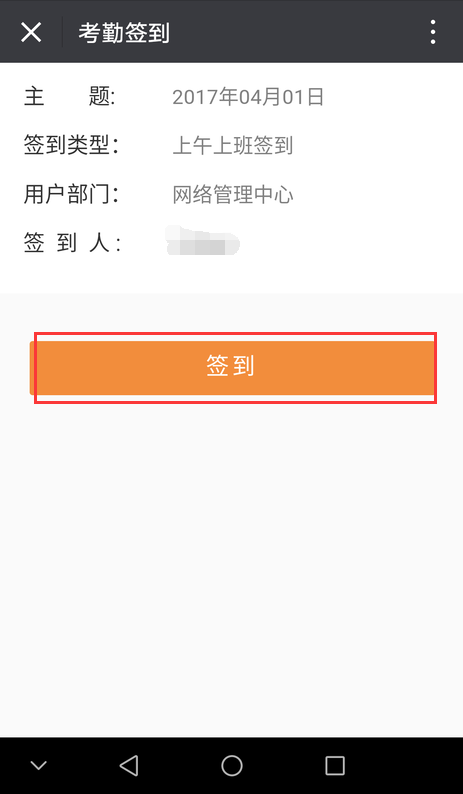 考勤签到
主 题: 2017年04月01日
签到类型: 上午上班签到
用户部门: 网络管理中心
签 到 人:
签到